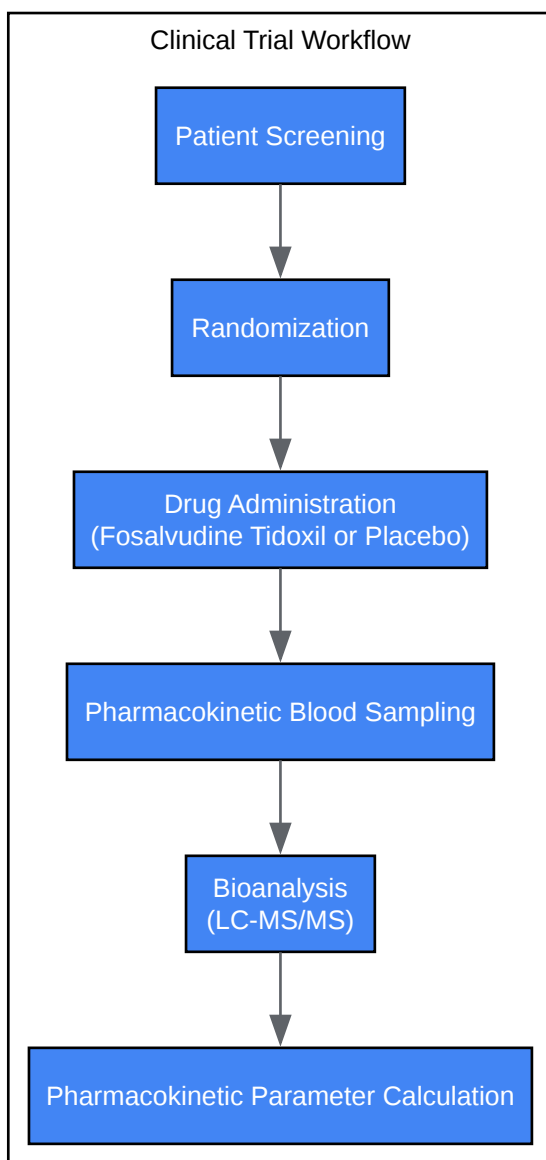 Clinical Trial Workflow
Patient Screening
Randomization
Drug Administration
(Fosalvudine Tidoxil or Placebo)
Pharmacokinetic Blood Sampling
Bioanalysis
(LC-MS/MS)
Pharmacokinetic Parameter Calculation